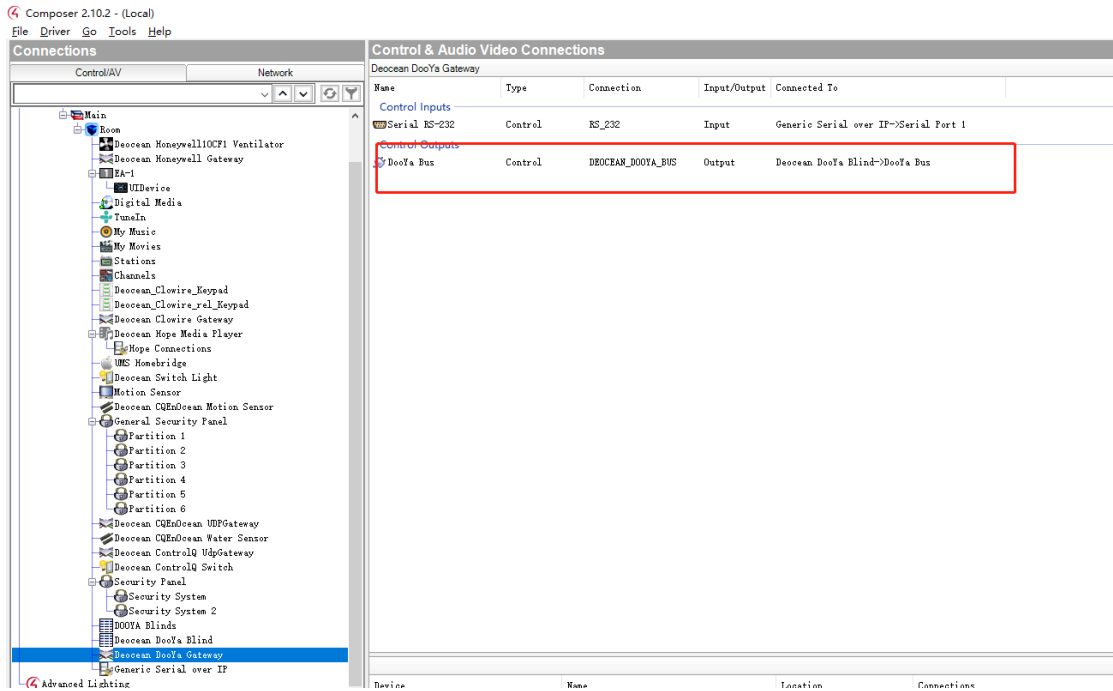 Composer 2.10.2 - (Local)
File Driver Go Tools Help
Connections
Control/AV Network
Main
Room
Deocean Honeywell10CF1 Ventilator
Deocean Honeywell Gateway
EA-1
UIDevice
Digital Media
TuneIn
My Music
My Movies
Stations
Channels
Deocean_Clowire_Keypad
Deocean_Clowire_rel_Keypad
Deocean Clowire Gateway
Deocean Hope Media Player
Hope Connections
UMS Homebridge
Deocean Switch Light
Motion Sensor
Deocean CQEnOcean Motion Sensor
General Security Panel
Partition 1
Partition 2
Partition 3
Partition 4
Partition 5
Partition 6
Deocean CQEnOcean UDPGateway
Deocean CQEnOcean Water Sensor
Deocean ControlQ UdpGateway
Deocean ControlQ Switch
Security Panel
Security System
Security System 2
DOOYA Blinds
Deocean DooYa Blind
Deocean DooYa Gateway
Generic Serial over IP
Advanced Lighting
Control & Audio Video Connections
Deocean DooYa Gateway
Name Type Connection Input/Output Connected To
Control Inputs
Serial RS-232 Control RS_232 Input Generic Serial over IP->Serial Port 1
Control Outputs
DooYa Bus Control DEOCEAN_DOOYA_BUS Output Deocean DooYa Blind->DooYa Bus
Device Name Location Connections